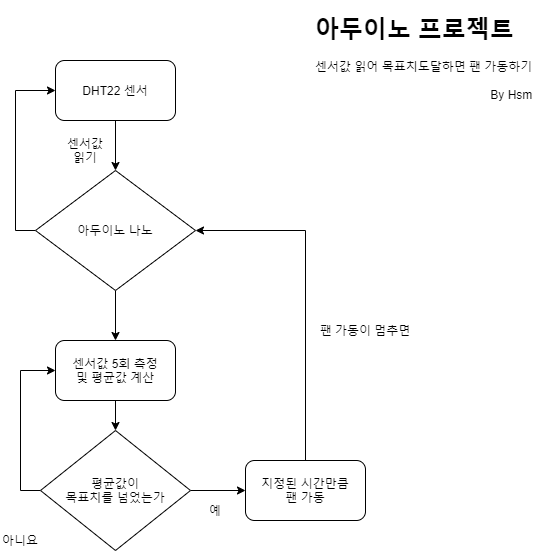 아두이노 프로젝트
센서값 읽어 목표치도달하면 팬 가동하기
By Hsm
DHT22 센서
센서값
읽기
아두이노 나노
팬 가동이 멈추면
센서값 5회 측정
및 평균값 계산
평균값이
목표치를 넘었는가
지정된 시간만큼
팬 가동
예
아니요